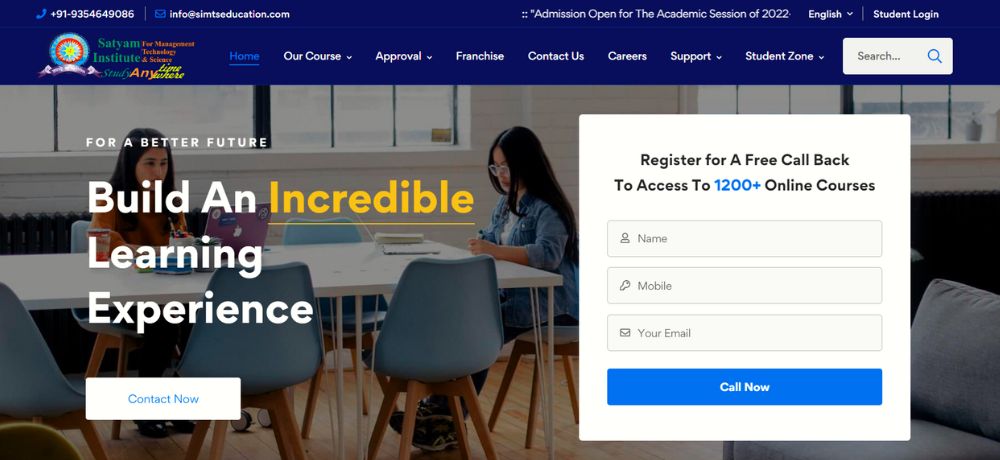 +91-9354649086
info@simtseducation.com
:: "Admission Open for The Academic Session of 2022-
English
Student Login
Satyam For Management
Institute Technology
& Science
Study Any time
where
Home
Our Course
Approval
Franchise
Contact Us
Careers
Support
Student Zone
Search...
FOR A BETTER FUTURE
Build An Incredible
Learning
Experience
Contact Now
Register for A Free Call Back
To Access To 1200+ Online Courses
Name
Mobile
Your Email
Call Now